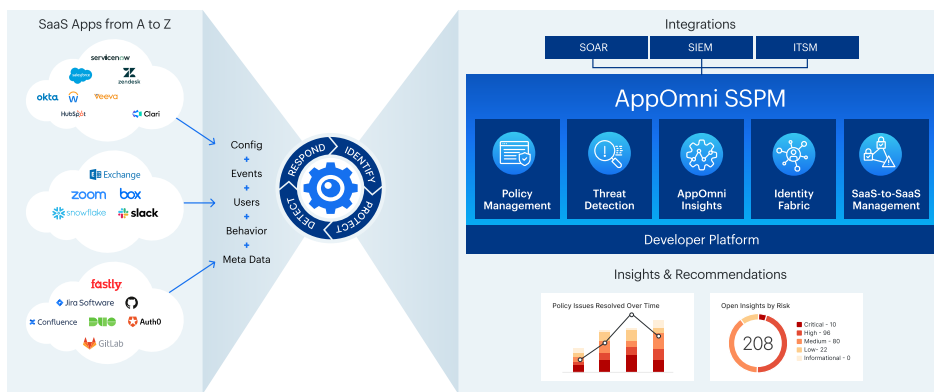 SaaS Apps from A to Z
servicenow
salesforce
zendesk
okta
w
veeva
HubSpot
Clari
Exchange
zoom
box
snowflake
slack
fastly
Jira Software
Confluence
DUO
Auth0
GitLab
Config
+
Events
+
Users
+
Behavior
+
Meta Data
RESPOND
IDENTIFY
DETECT
PROTECT
Integrations
SOAR
SIEM
ITSM
AppOmni SSPM
Policy
Management
Threat
Detection
AppOmni
Insights
Identity
Fabric
SaaS-to-SaaS
Management
Developer Platform
Insights & Recommendations
Policy Issues Resolved Over Time
Open Insights by Risk
208
Critical - 10
High - 96
Medium - 80
Low- 22
Informational - 0